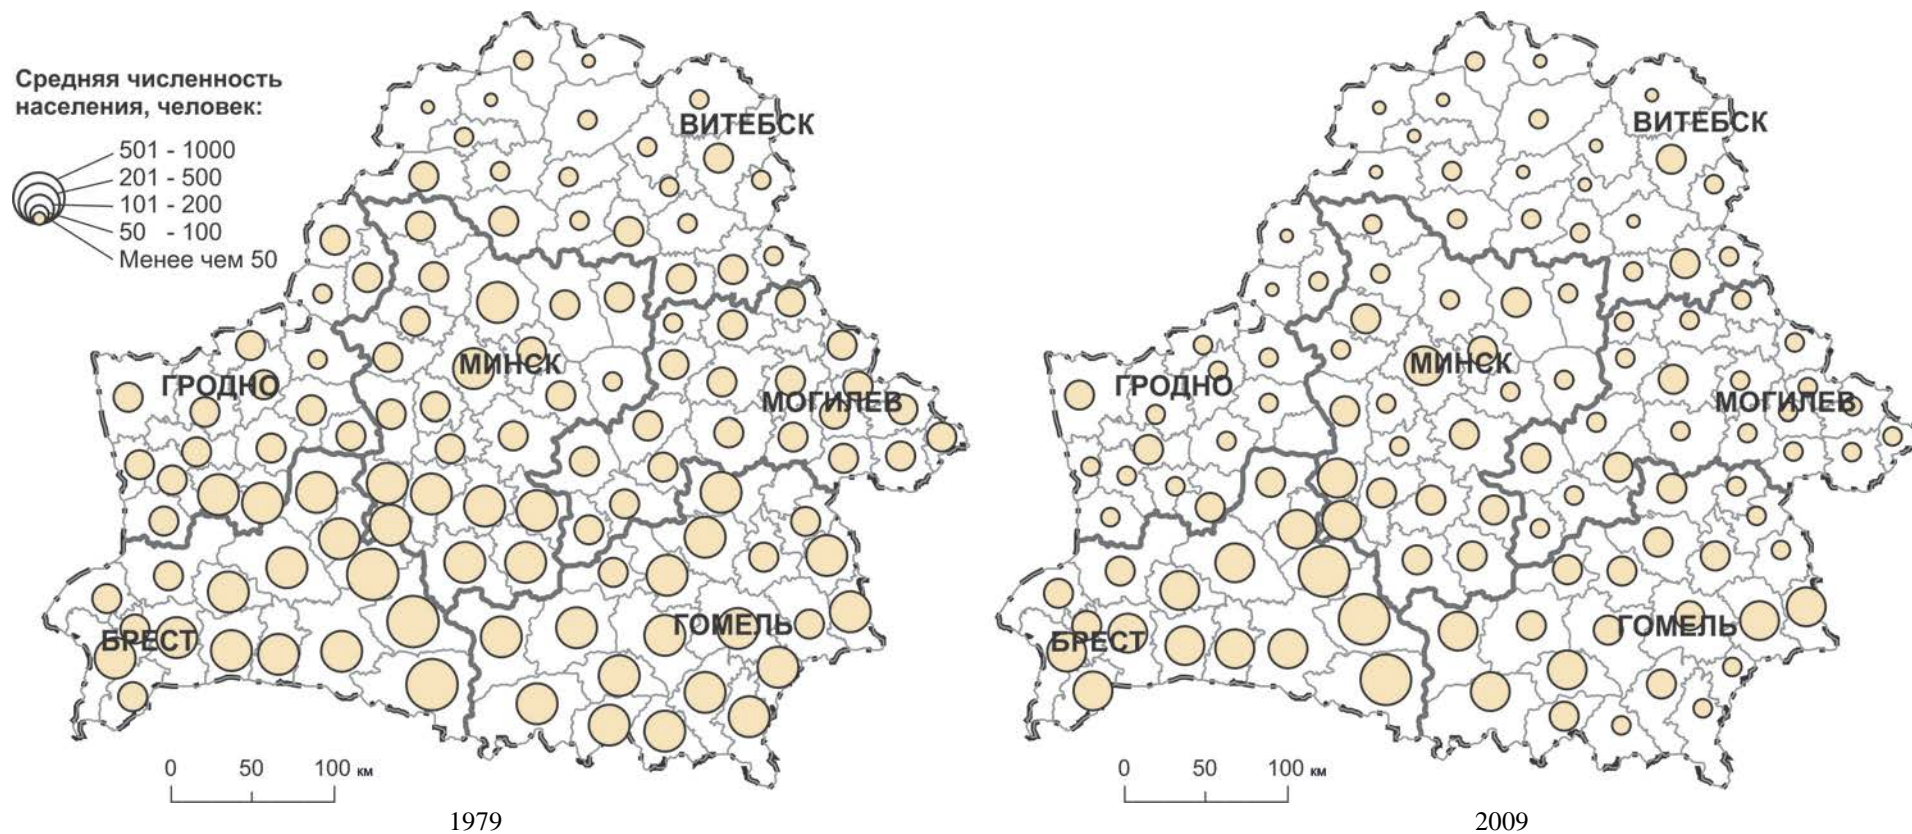 Средняя численность
населения, человек:
501 - 1000
201 - 500
101 - 200
50 - 100
Менее чем 50
ВИТЕБСК
МИНСК
ГРОДНО
МОГИЛЕВ
БРЕСТ
ГОМЕЛЬ
0 50 100 км
1979
ВИТЕБСК
МИНСК
ГРОДНО
МОГИЛЕВ
БРЕСТ
ГОМЕЛЬ
0 50 100 км
2009